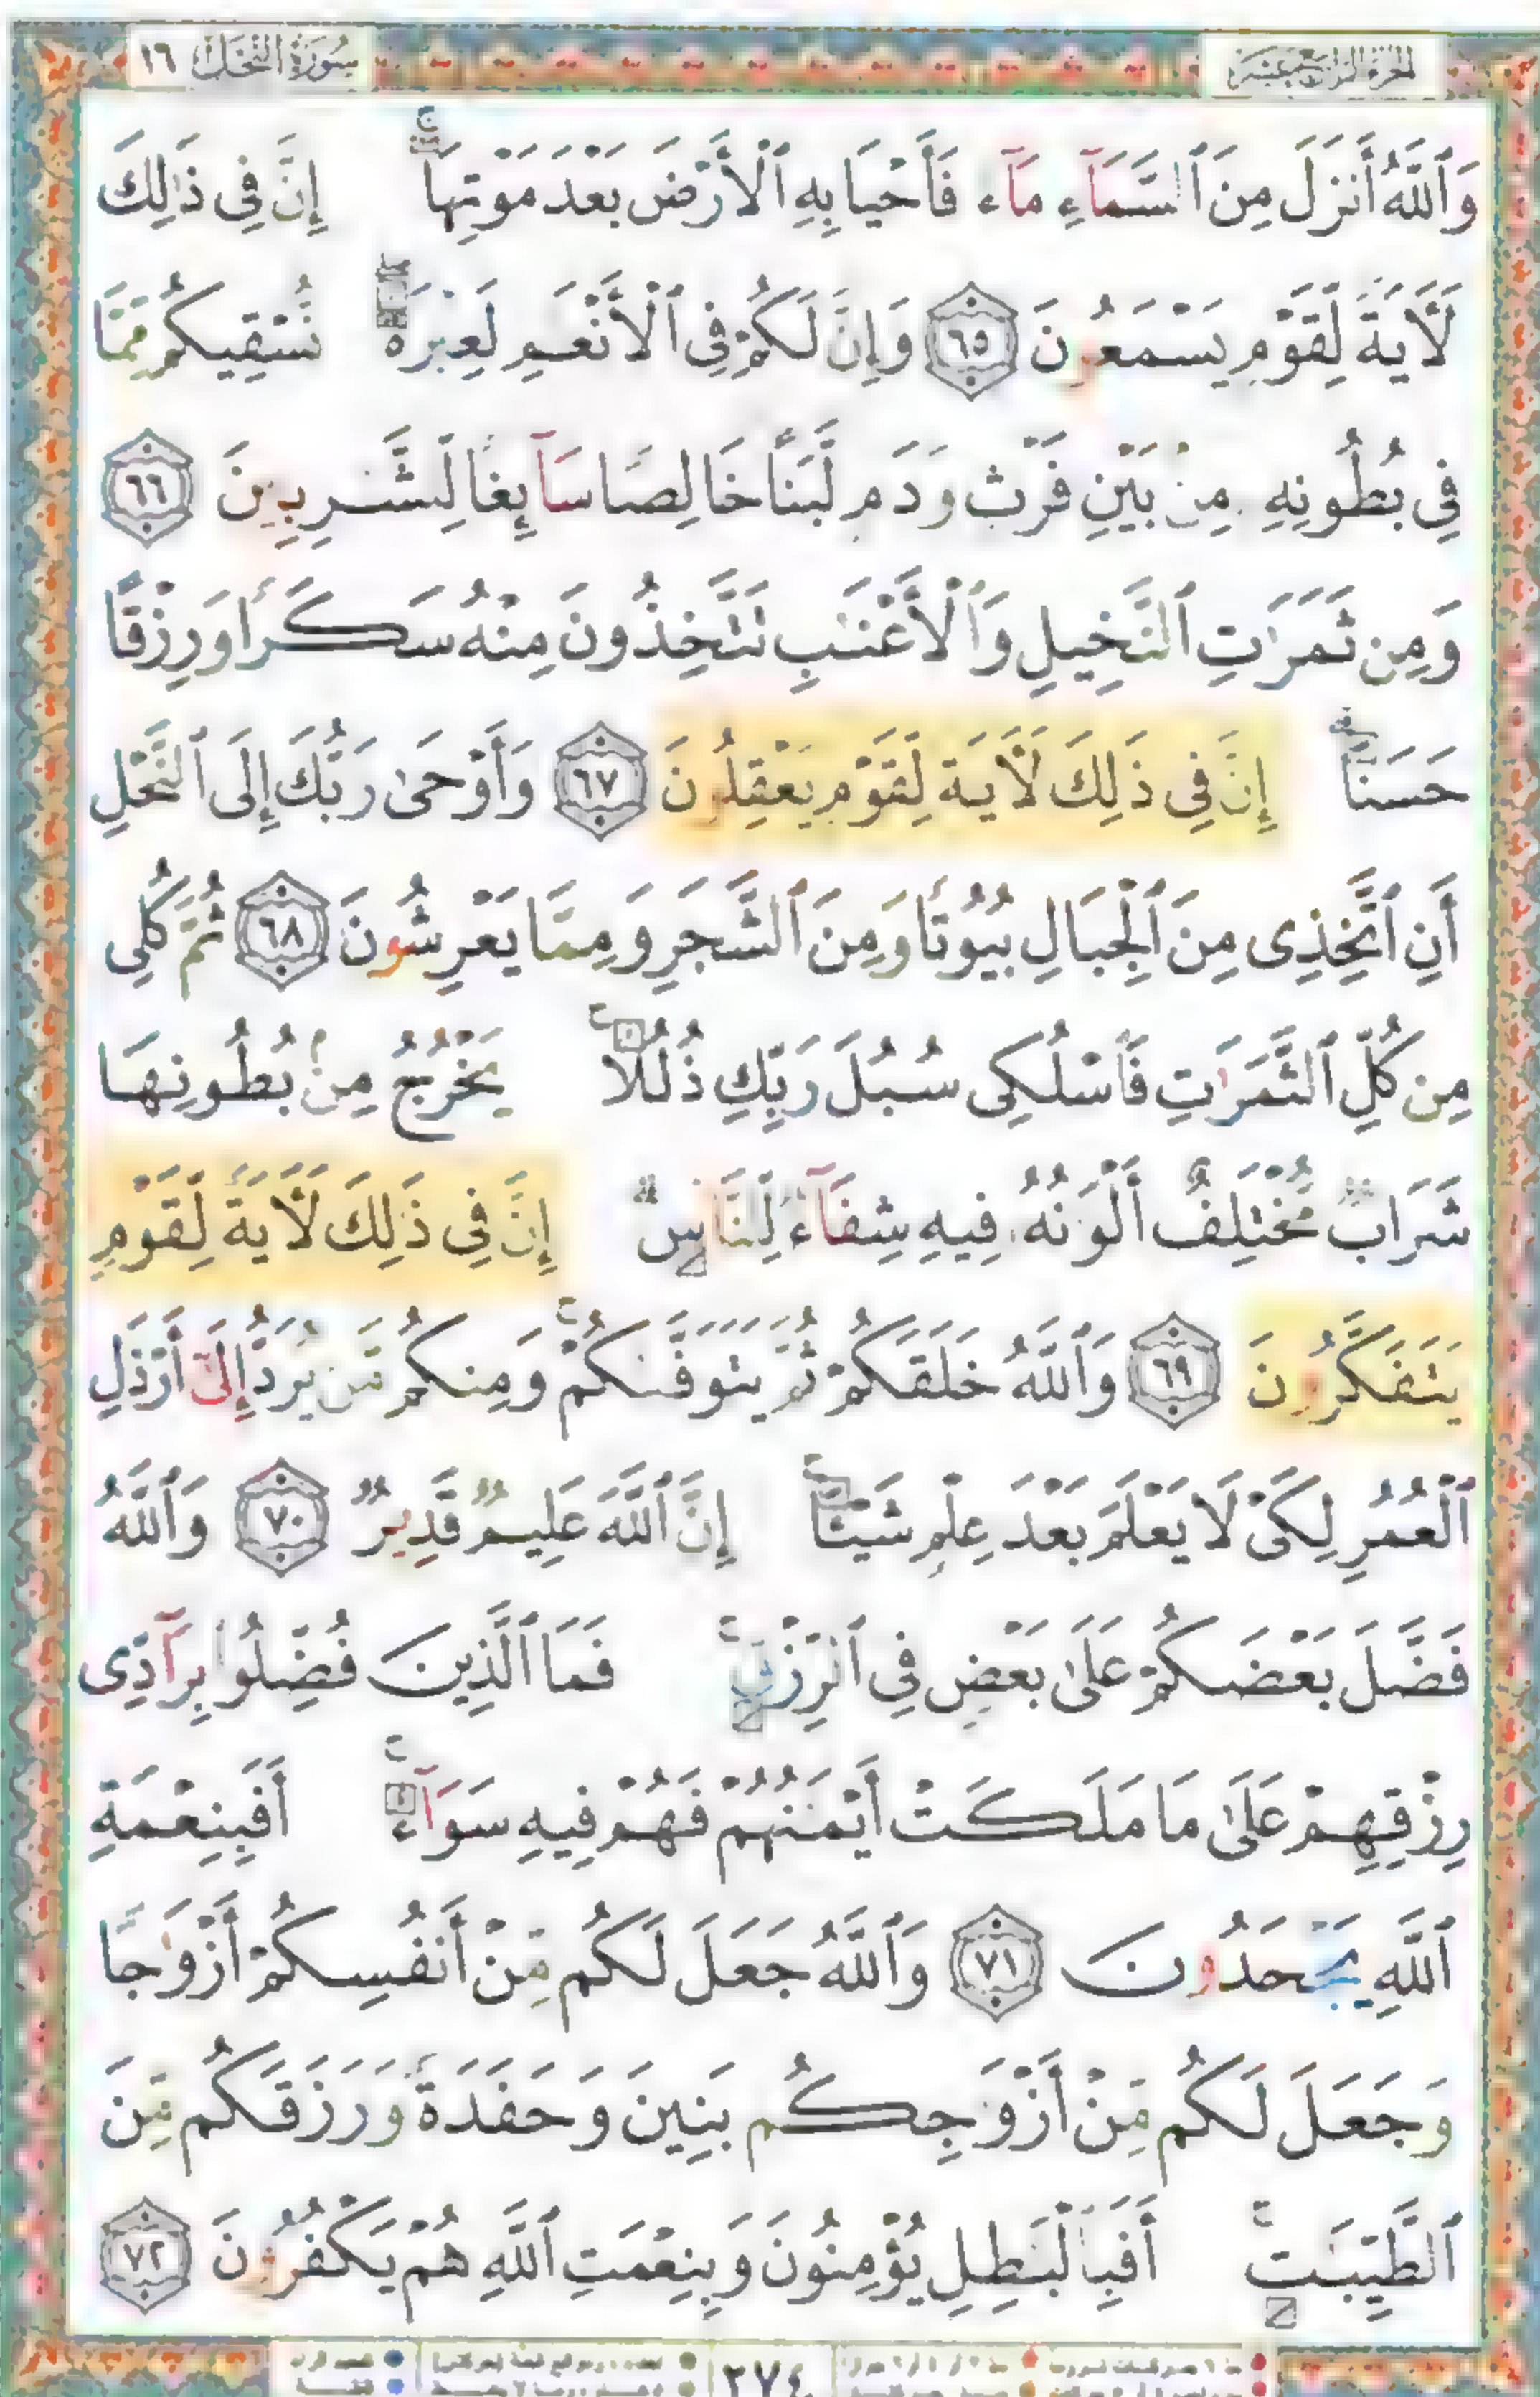 سُورَةُ النَّحْلِ ١٦
الجزء الرابع عشر
وَٱللَّهُ أَنزَلَ مِنَ ٱلسَّمَآءِ مَآءً فَأَحْيَا بِهِ ٱلْأَرْضَ بَعْدَ مَوْتِهَآ ۚ إِنَّ فِى ذَٰلِكَ
لَـَٔايَةً لِّقَوْمٍ يَسْمَعُونَ ٦٥ وَإِنَّ لَكُمْ فِى ٱلْأَنْعَٰمِ لَعِبْرَةً ۖ نُّسْقِيكُم مِّمَّا
فِى بُطُونِهِۦ مِنۢ بَيْنِ فَرْثٍ وَدَمٍ لَّبَنًا خَالِصًا سَآئِغًا لِّلشَّٰرِبِينَ ٦٦
وَمِن ثَمَرَٰتِ ٱلنَّخِيلِ وَٱلْأَعْنَٰبِ تَتَّخِذُونَ مِنْهُ سَكَرًا وَرِزْقًا
حَسَنًا ۗ إِنَّ فِى ذَٰلِكَ لَـَٔايَةً لِّقَوْمٍ يَعْقِلُونَ ٦٧ وَأَوْحَىٰ رَبُّكَ إِلَى ٱلنَّحْلِ
أَنِ ٱتَّخِذِى مِنَ ٱلْجِبَالِ بُيُوتًا وَمِنَ ٱلشَّجَرِ وَمِمَّا يَعْرِشُونَ ٦٨ ثُمَّ كُلِى
مِن كُلِّ ٱلثَّمَرَٰتِ فَٱسْلُكِى سُبُلَ رَبِّكِ ذُلُلًا ۚ يَخْرُجُ مِنۢ بُطُونِهَا
شَرَابٌ مُّخْتَلِفٌ أَلْوَٰنُهُۥ فِيهِ شِفَآءٌ لِّلنَّاسِ ۗ إِنَّ فِى ذَٰلِكَ لَـَٔايَةً لِّقَوْمٍ
يَتَفَكَّرُونَ ٦٩ وَٱللَّهُ خَلَقَكُمْ ثُمَّ يَتَوَفَّىٰكُمْ ۚ وَمِنكُم مَّن يُرَدُّ إِلَىٰٓ أَرْذَلِ
ٱلْعُمُرِ لِكَىْ لَا يَعْلَمَ بَعْدَ عِلْمٍ شَيْـًٔا ۚ إِنَّ ٱللَّهَ عَلِيمٌ قَدِيرٌ ٧٠ وَٱللَّهُ
فَضَّلَ بَعْضَكُمْ عَلَىٰ بَعْضٍ فِى ٱلرِّزْقِ ۚ فَمَا ٱلَّذِينَ فُضِّلُوا۟ بِرَآدِّى
رِزْقِهِمْ عَلَىٰ مَا مَلَكَتْ أَيْمَٰنُهُمْ فَهُمْ فِيهِ سَوَآءٌ ۚ أَفَبِنِعْمَةِ
ٱللَّهِ يَجْحَدُونَ ٧١ وَٱللَّهُ جَعَلَ لَكُم مِّنْ أَنفُسِكُمْ أَزْوَٰجًا
وَجَعَلَ لَكُم مِّنْ أَزْوَٰجِكُم بَنِينَ وَحَفَدَةً وَرَزَقَكُم مِّنَ
ٱلطَّيِّبَٰتِ ۚ أَفَبِٱلْبَٰطِلِ يُؤْمِنُونَ وَبِنِعْمَتِ ٱللَّهِ هُمْ يَكْفُرُونَ ٧٢
٢٧٤